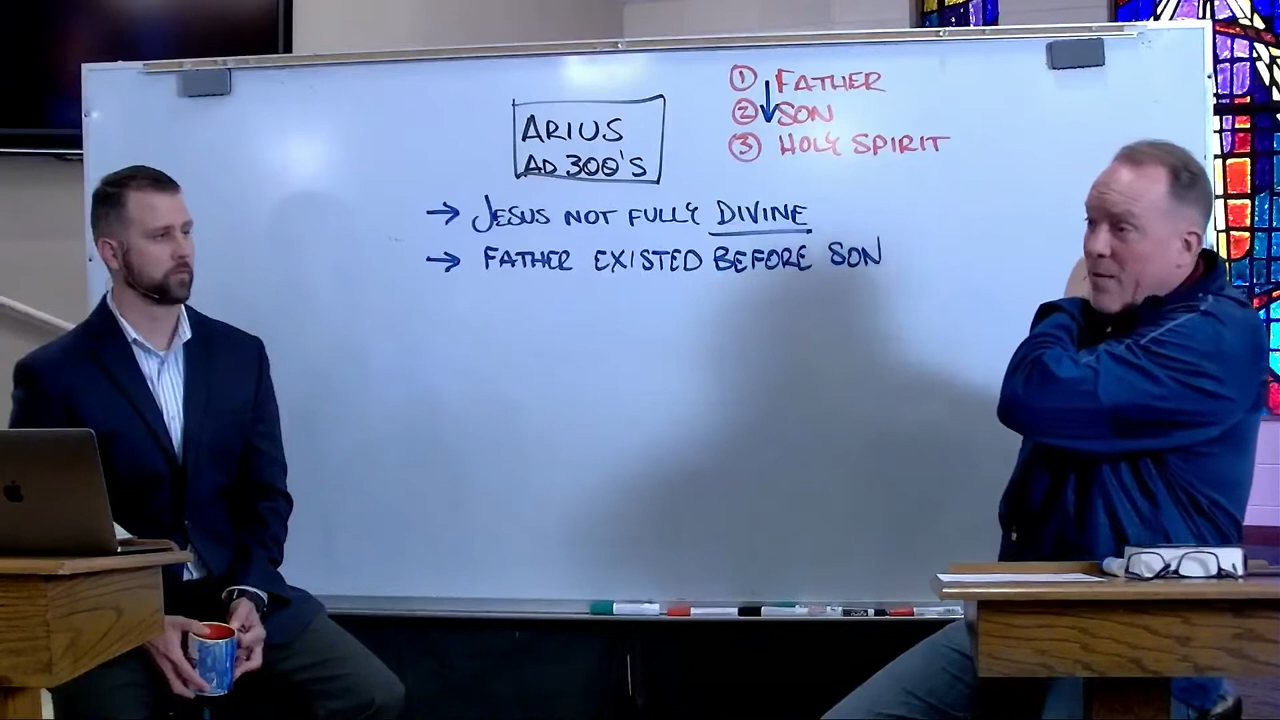 ① FATHER
② SON
③ HOLY SPIRIT
ARIUS
AD 300'S
→ JESUS NOT FULLY DIVINE
→ FATHER EXISTED BEFORE SON